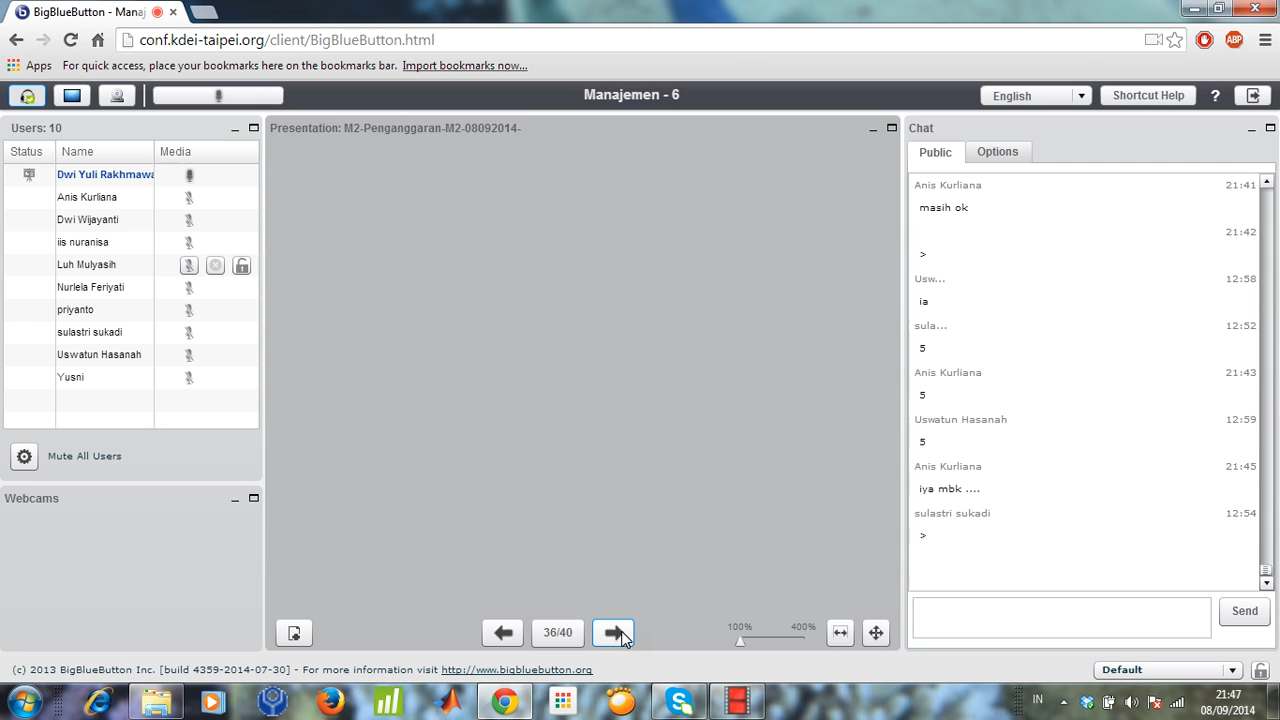 BigBlueButton - Manaj
conf.kdei-taipei.org/client/BigBlueButton.html
ABP
Apps For quick access, place your bookmarks here on the bookmarks bar. Import bookmarks now...
Manajemen - 6
English
Shortcut Help
?
Users: 10
Status Name Media
Dwi Yuli Rakhmawa
Anis Kurliana
Dwi Wijayanti
iis nuranisa
Luh Mulyasih
Nurlela Feriyati
priyanto
sulastri sukadi
Uswatun Hasanah
Yusni
Mute All Users
Webcams
Presentation: M2-Penganggaran-M2-08092014-
36/40
100% 400%
Chat
Public Options
Anis Kurliana 21:41
masih ok
21:42
>
Usw... 12:58
ia
sula... 12:52
5
Anis Kurliana 21:43
5
Uswatun Hasanah 12:59
5
Anis Kurliana 21:45
iya mbk ....
sulastri sukadi 12:54
>
Send
(c) 2013 BigBlueButton Inc. [build 4359-2014-07-30] - For more information visit http://www.bigbluebutton.org
Default
IN
21:47
08/09/2014